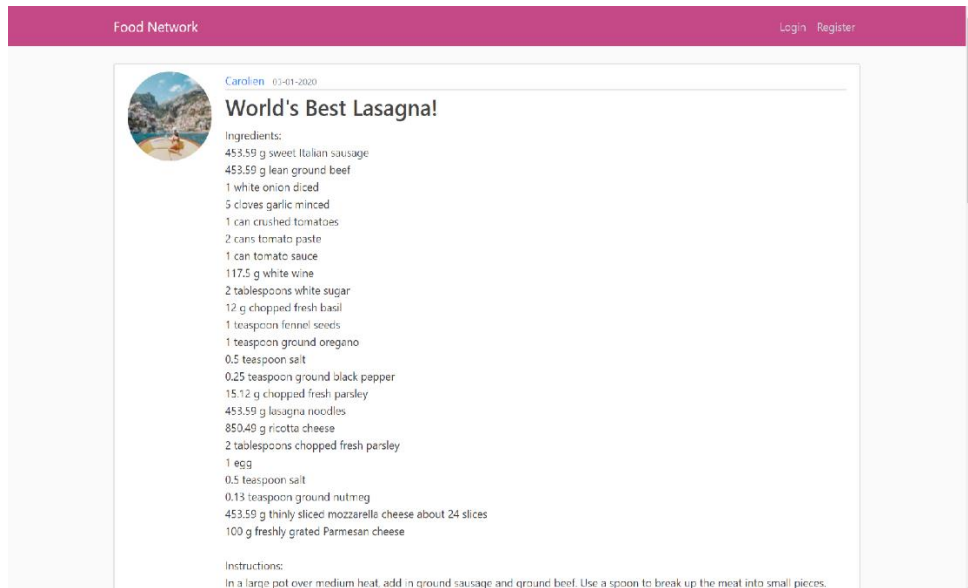 Food Network
Login Register
Carolien 03-01-2020
World's Best Lasagna!
Ingredients:
453.59 g sweet Italian sausage
453.59 g lean ground beef
1 white onion diced
5 cloves garlic minced
1 can crushed tomatoes
2 cans tomato paste
1 can tomato sauce
117.5 g white wine
2 tablespoons white sugar
12 g chopped fresh basil
1 teaspoon fennel seeds
1 teaspoon ground oregano
0.5 teaspoon salt
0.25 teaspoon ground black pepper
15.12 g chopped fresh parsley
453.59 g lasagna noodles
850.49 g ricotta cheese
2 tablespoons chopped fresh parsley
1 egg
0.5 teaspoon salt
0.13 teaspoon ground nutmeg
453.59 g thinly sliced mozzarella cheese about 24 slices
100 g freshly grated Parmesan cheese
Instructions:
In a large pot over medium heat, add in ground sausage and ground beef. Use a spoon to break up the meat into small pieces.